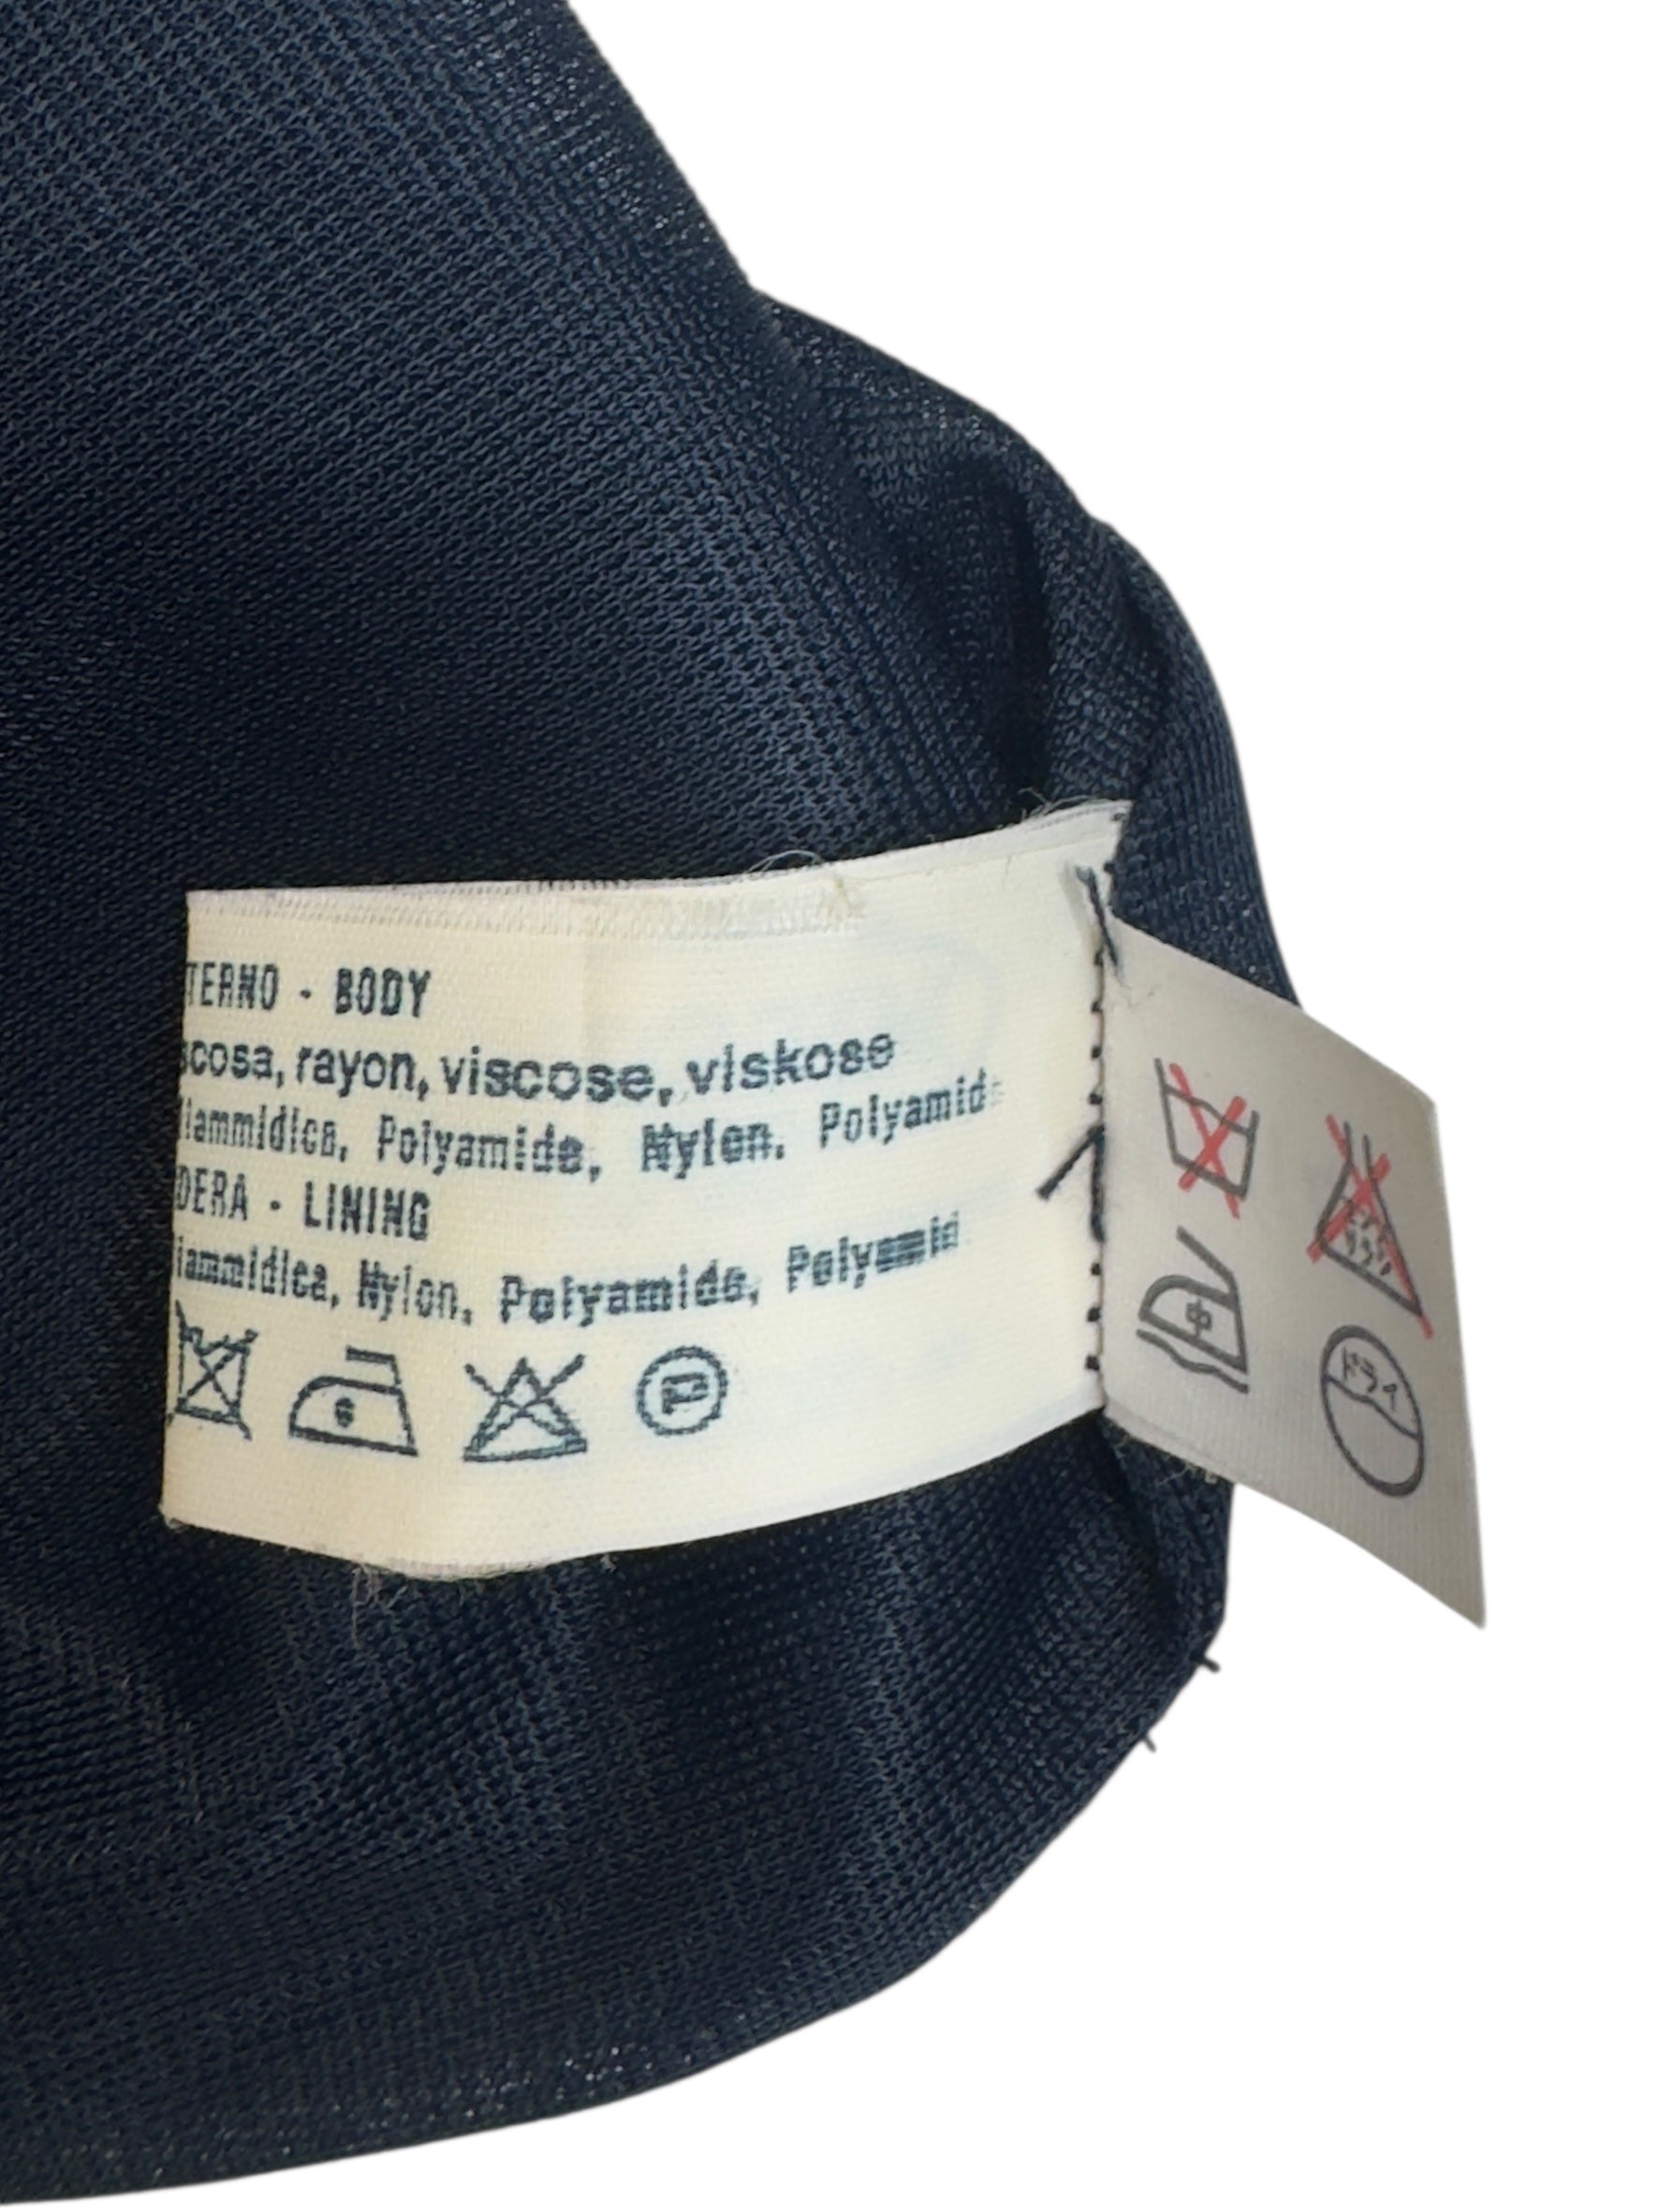 TERNO - BODY
scosa, rayon, viscose, viskose
iammidica, Polyamide, Nylon, Polyamid
DERA - LINING
iammidica, Nylon, Polyamide, Polyamid
P
中
ドライ